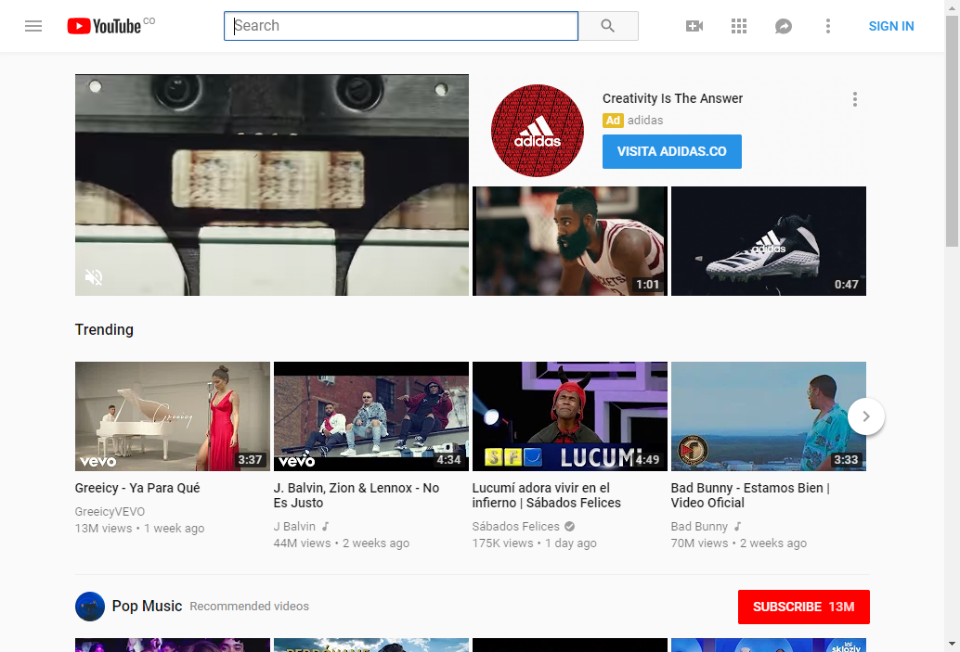 YouTube CO
Search
SIGN IN
adidas
Creativity Is The Answer
Ad adidas
VISITA ADIDAS.CO
1:01
adidas
0:47
Trending
Greeicy
vevo
3:37
vevo
4:34
SFC LUCUMÍ
4:49
3:33
Greeicy - Ya Para Qué
GreeicyVEVO
13M views • 1 week ago
J. Balvin, Zion & Lennox - No
Es Justo
J Balvin
44M views • 2 weeks ago
Lucumí adora vivir en el
infierno | Sábados Felices
Sábados Felices
175K views • 1 day ago
Bad Bunny - Estamos Bien |
Video Oficial
Bad Bunny
70M views • 2 weeks ago
Pop Music Recommended videos
SUBSCRIBE 13M